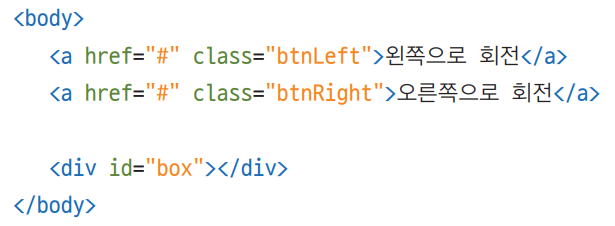 <body>
<a href="#" class="btnLeft">왼쪽으로 회전</a>
<a href="#" class="btnRight">오른쪽으로 회전</a>
<div id="box"></div>
</body>